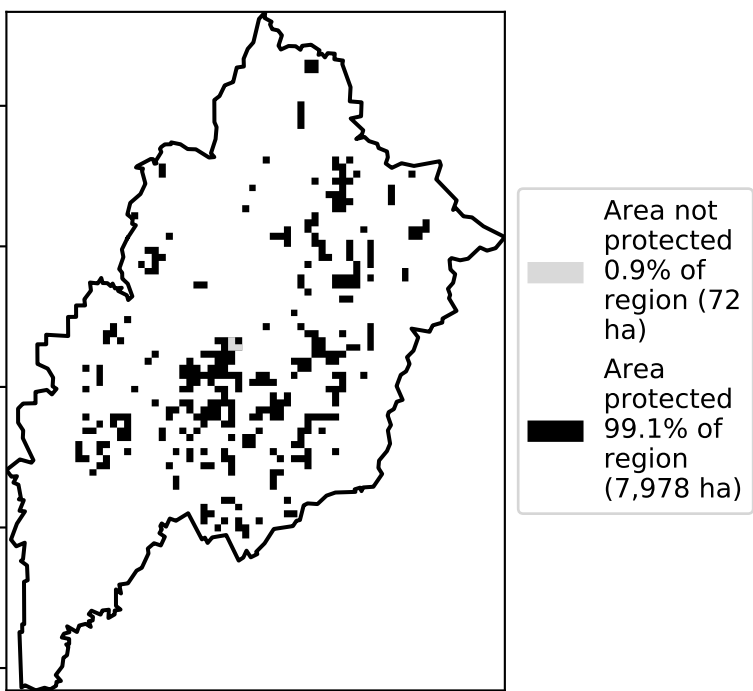 Area not
protected
0.9% of
region (72
ha)
Area
protected
99.1% of
region
(7,978 ha)